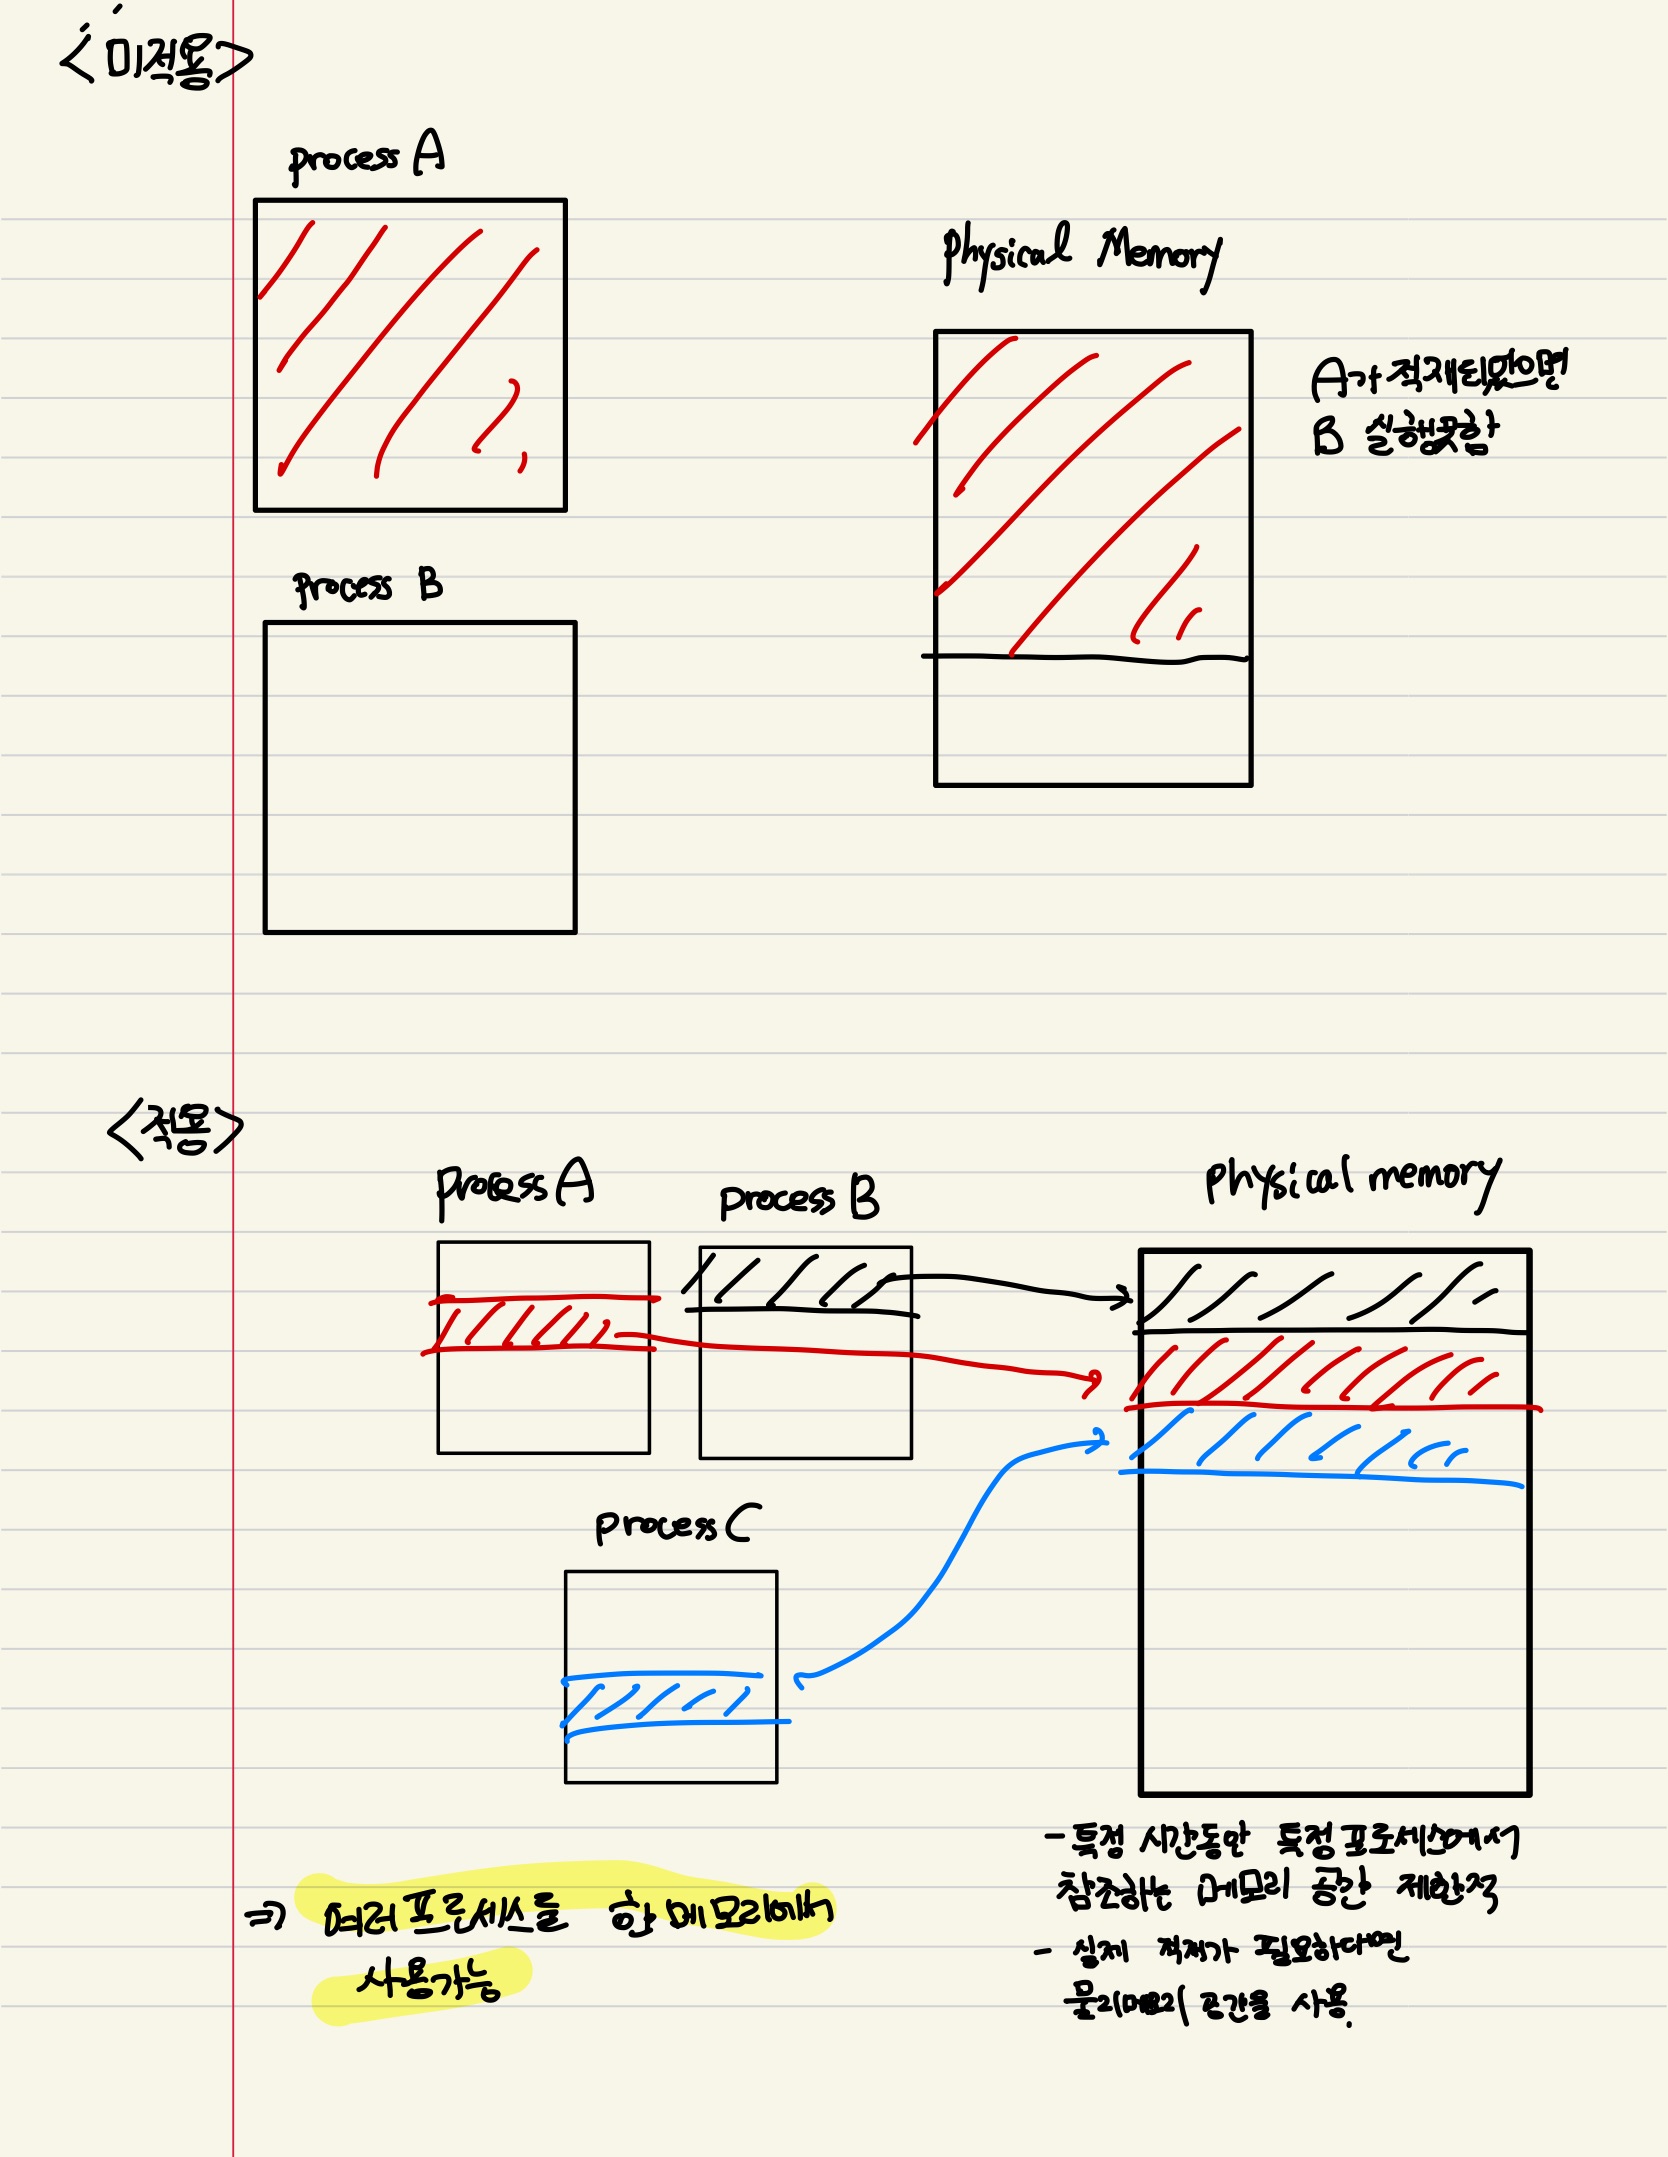 <미적용>
process A
Physical Memory
A가 적재되었으면
B 실행못함
process B
<적용>
process A
process B
physical memory
process C
- 특정 시간동안 특정 프로세스에서
참조하는 메모리 공간 제한적
⇒ 여러 프로세스를 한 메모리에서
사용가능
- 실제 적재가 필요하다면
물리메모리 공간을 사용.